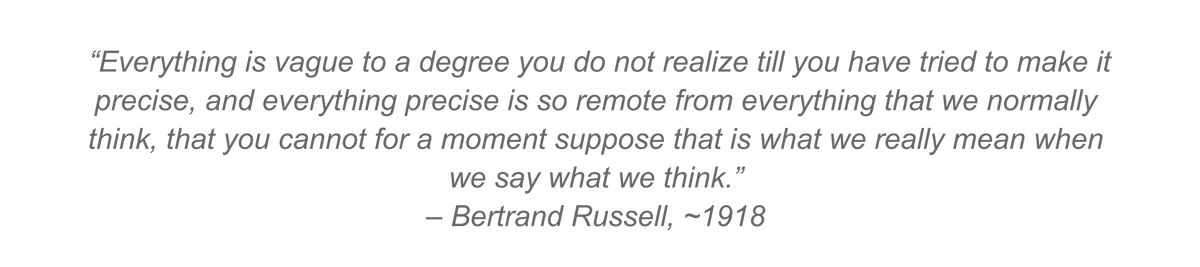 “Everything is vague to a degree you do not realize till you have tried to make it
precise, and everything precise is so remote from everything that we normally
think, that you cannot for a moment suppose that is what we really mean when
we say what we think.”
– Bertrand Russell, ~1918